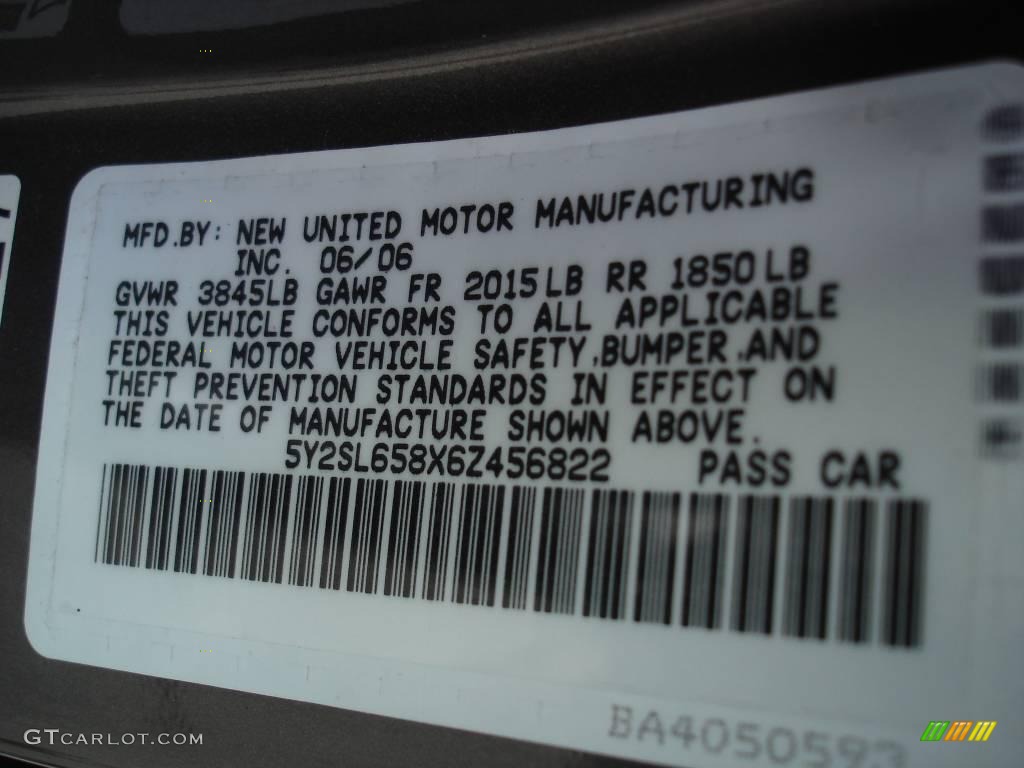 MFD.BY: NEW UNITED MOTOR MANUFACTURING
INC. 06/06
GVWR 3845LB GAWR FR 2015LB RR 1850LB
THIS VEHICLE CONFORMS TO ALL APPLICABLE
FEDERAL MOTOR VEHICLE SAFETY,BUMPER,AND
THEFT PREVENTION STANDARDS IN EFFECT ON
THE DATE OF MANUFACTURE SHOWN ABOVE.
5Y2SL658X6Z456822 PASS CAR
BA4050593
GTCARLOT.COM